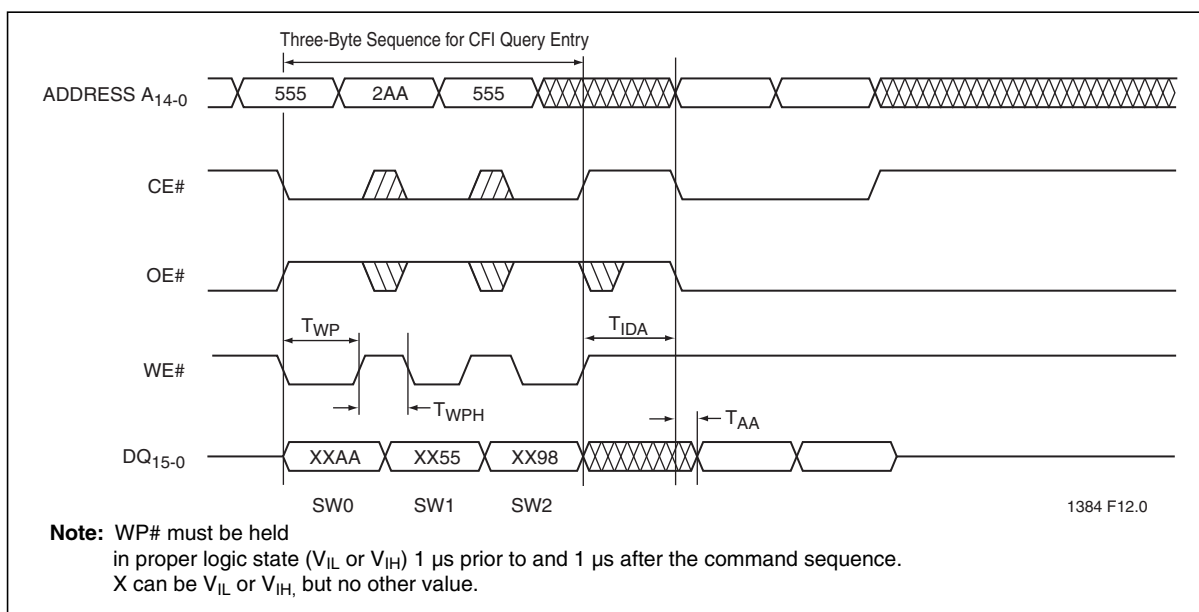 Three-Byte Sequence for CFI Query Entry
ADDRESS A14-0
555 2AA 555
CE#
OE#
TWP TIDA
WE#
TWPH TAA
DQ15-0
XXAA XX55 XX98
SW0 SW1 SW2
1384 F12.0
Note: WP# must be held
in proper logic state (VIL or VIH) 1 µs prior to and 1 µs after the command sequence.
X can be VIL or VIH, but no other value.